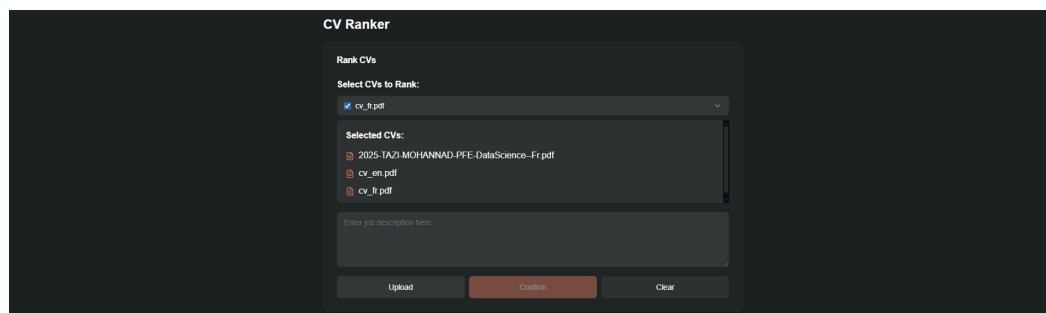 CV Ranker
Rank CVs
Select CVs to Rank:
cv_fr.pdf
Selected CVs:
2025-TAZI-MOHANNAD-PFE-DataScience--Fr.pdf
cv_en.pdf
cv_fr.pdf
Enter job description here...
Upload Confirm Clear